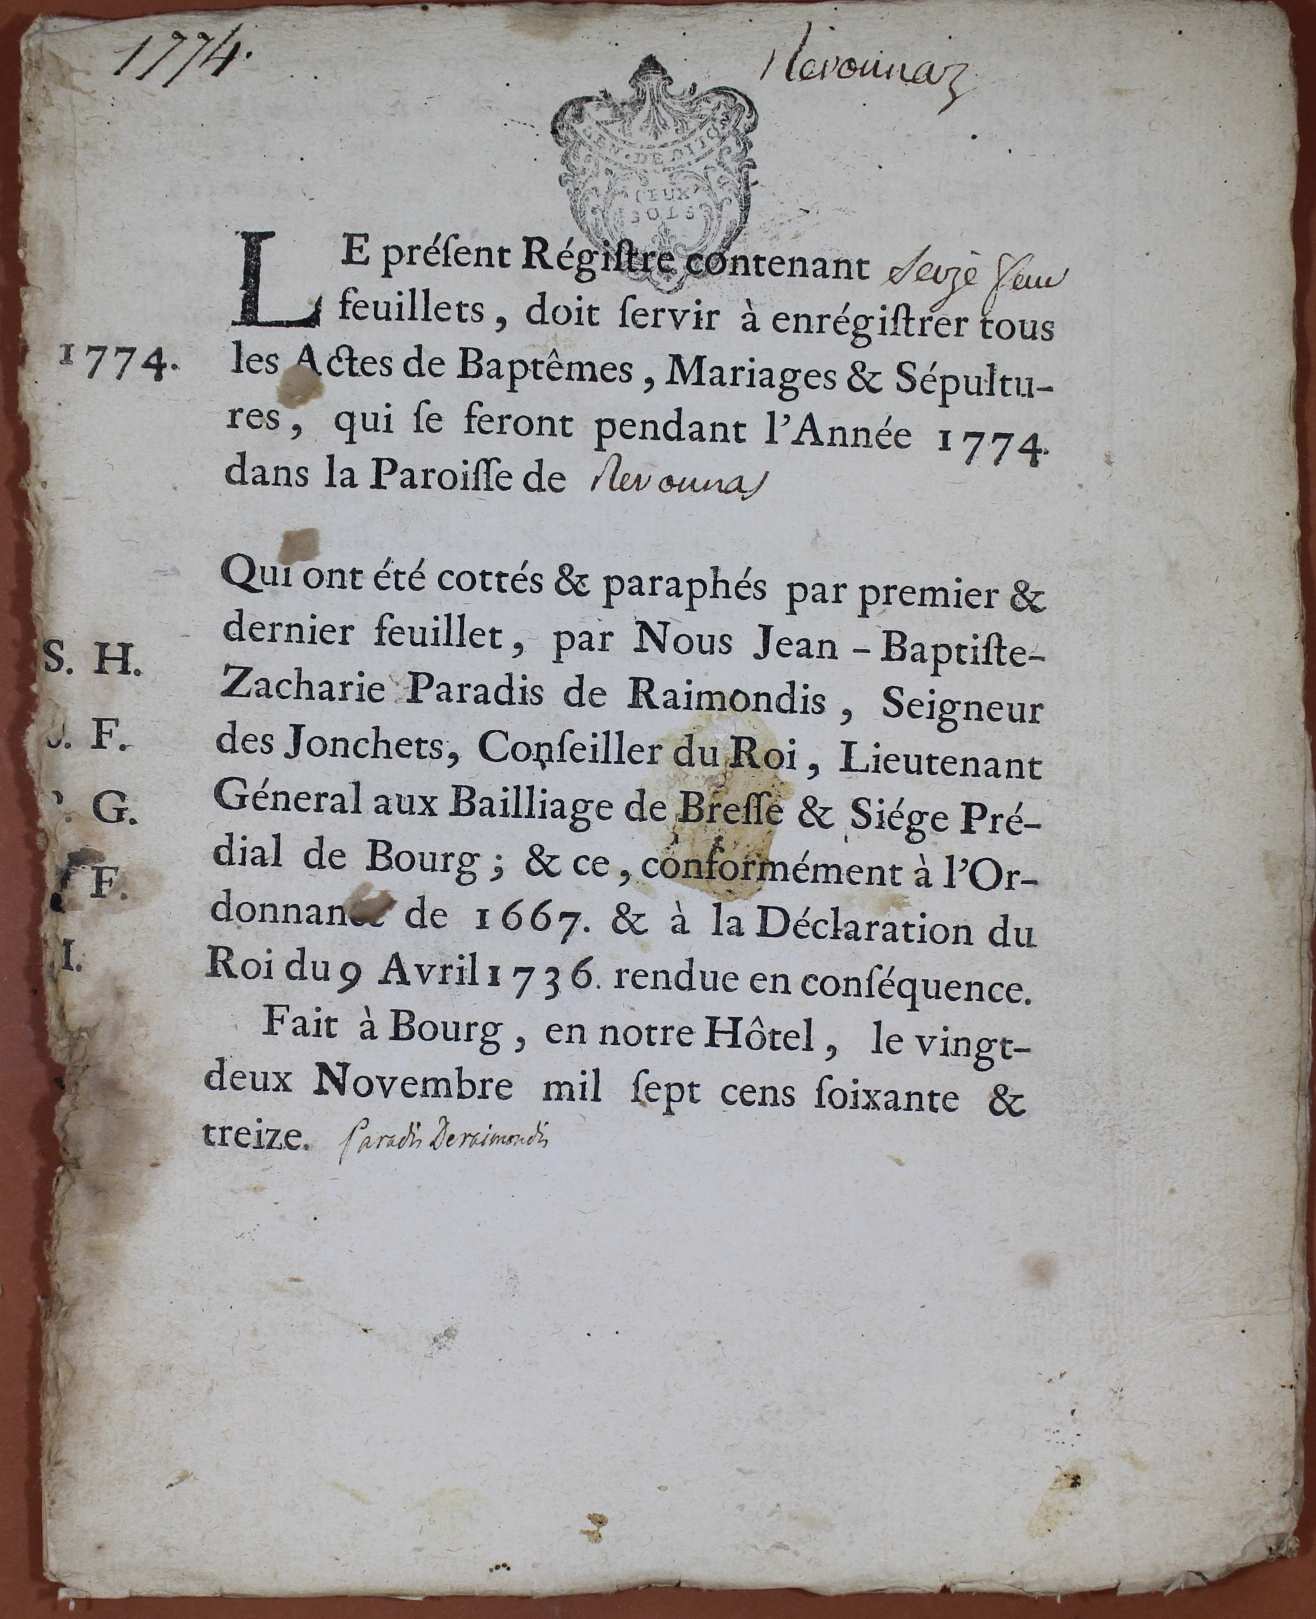 1774.
Revonnaz
GEN. DE DIJON
DEUX
SOLS
LE préſent Régiſtre contenant Seize
feuillets, doit ſervir à enrégiſtrer tous
1774. les Actes de Baptêmes, Mariages & Sépultu-
res, qui ſe feront pendant l'Année 1774.
dans la Paroiſſe de Revonnas
Qui ont été cottés & paraphés par premier &
dernier feuillet, par Nous Jean-Baptiſte-
S. H.
Zacharie Paradis de Raimondis, Seigneur
F.
des Jonchets, Conſeiller du Roi, Lieutenant
G.
Géneral aux Bailliage de Breſſe & Siége Pré-
dial de Bourg; & ce, conformément à l'Or-
F.
donnance de 1667. & à la Déclaration du
I.
Roi du 9 Avril 1736. rendue en conſéquence.
Fait à Bourg, en notre Hôtel, le vingt-
deux Novembre mil ſept cens ſoixante &
treize. Paradis Deraimondis